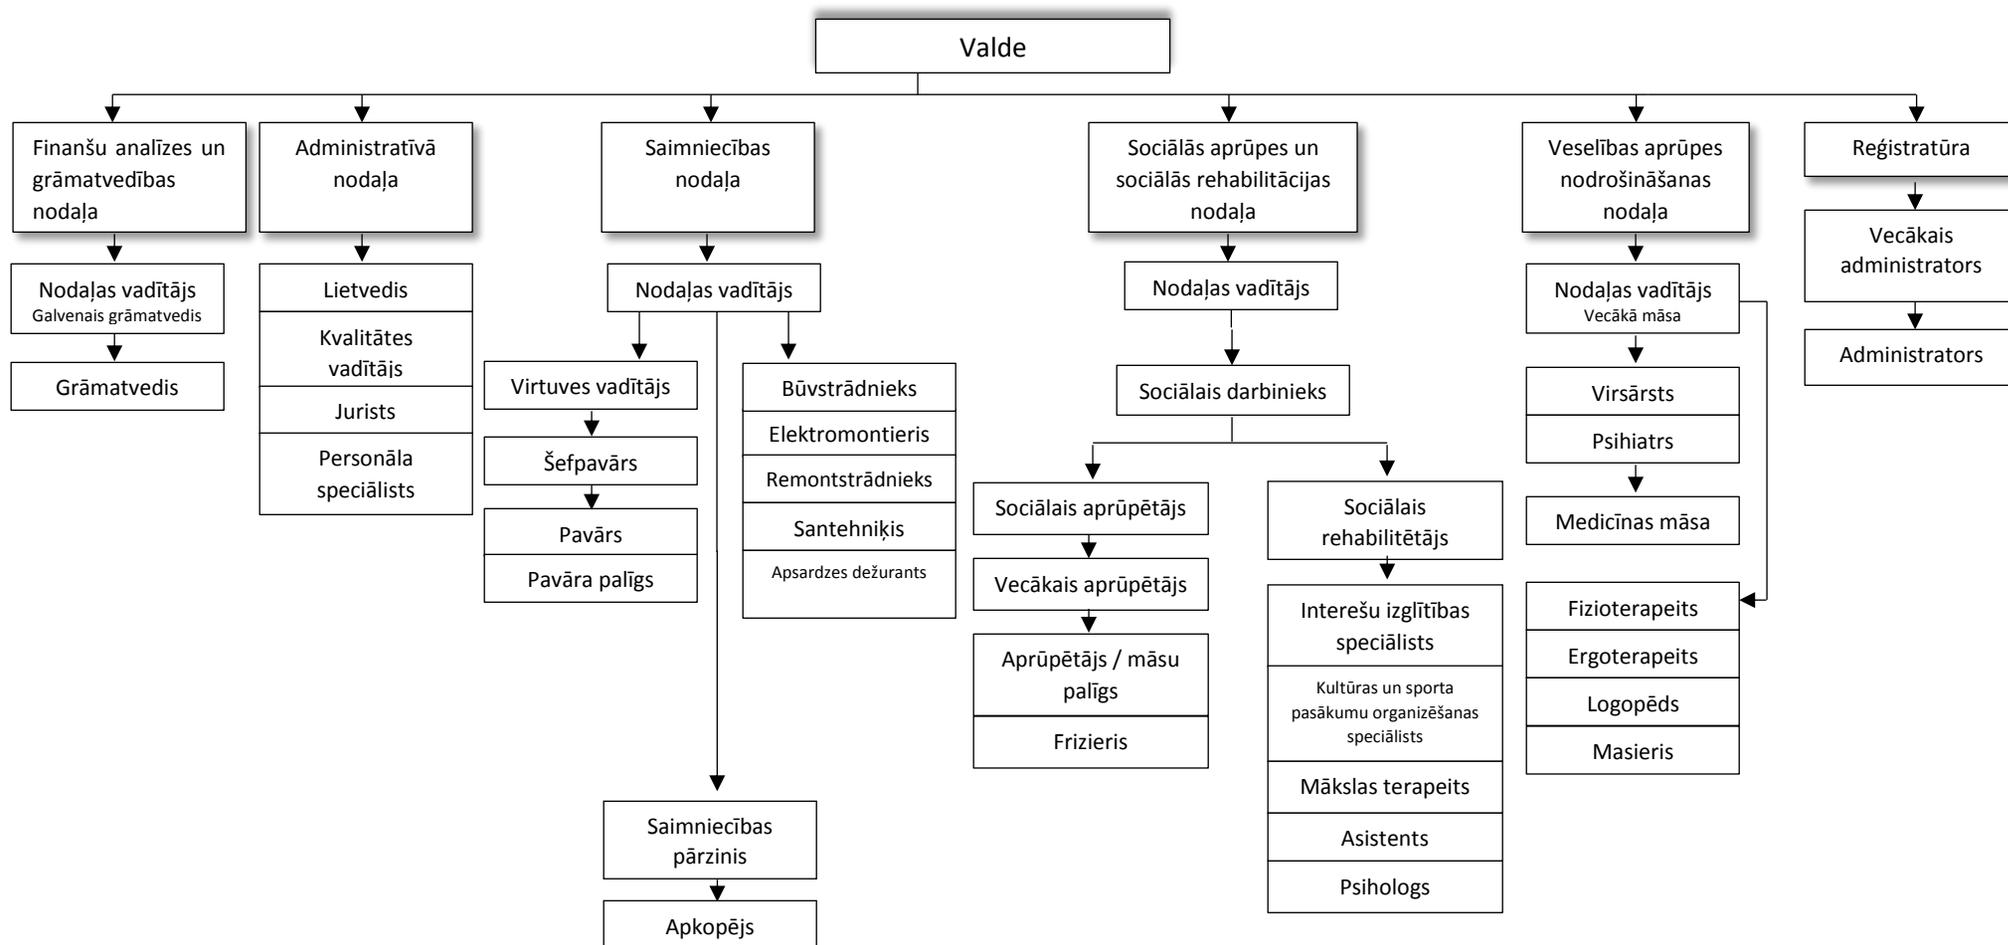 Valde
Finanšu analīzes un
grāmatvedības
nodaļa
Nodaļas vadītājs
Galvenais grāmatvedis
Grāmatvedis
Administratīvā
nodaļa
Lietvedis
Kvalitātes
vadītājs
Jurists
Personāla
speciālists
Saimniecības
nodaļa
Nodaļas vadītājs
Virtuves vadītājs
Šefpavārs
Pavārs
Pavāra palīgs
Būvstrādnieks
Elektromontieris
Remontstrādnieks
Santehniķis
Apsardzes dežurants
Saimniecības
pārzinis
Apkopējs
Sociālās aprūpes un
sociālās rehabilitācijas
nodaļa
Nodaļas vadītājs
Sociālais darbinieks
Sociālais aprūpētājs
Vecākais aprūpētājs
Aprūpētājs / māsu
palīgs
Frizieris
Sociālais
rehabilitētājs
Interešu izglītības
speciālists
Kultūras un sporta
pasākumu organizēšanas
speciālists
Mākslas terapeits
Asistents
Psihologs
Veselības aprūpes
nodrošināšanas
nodaļa
Nodaļas vadītājs
Vecākā māsa
Virsārsts
Psihiatrs
Medicīnas māsa
Fizioterapeits
Ergoterapeits
Logopēds
Masieris
Reģistratūra
Vecākais
administrators
Administrators